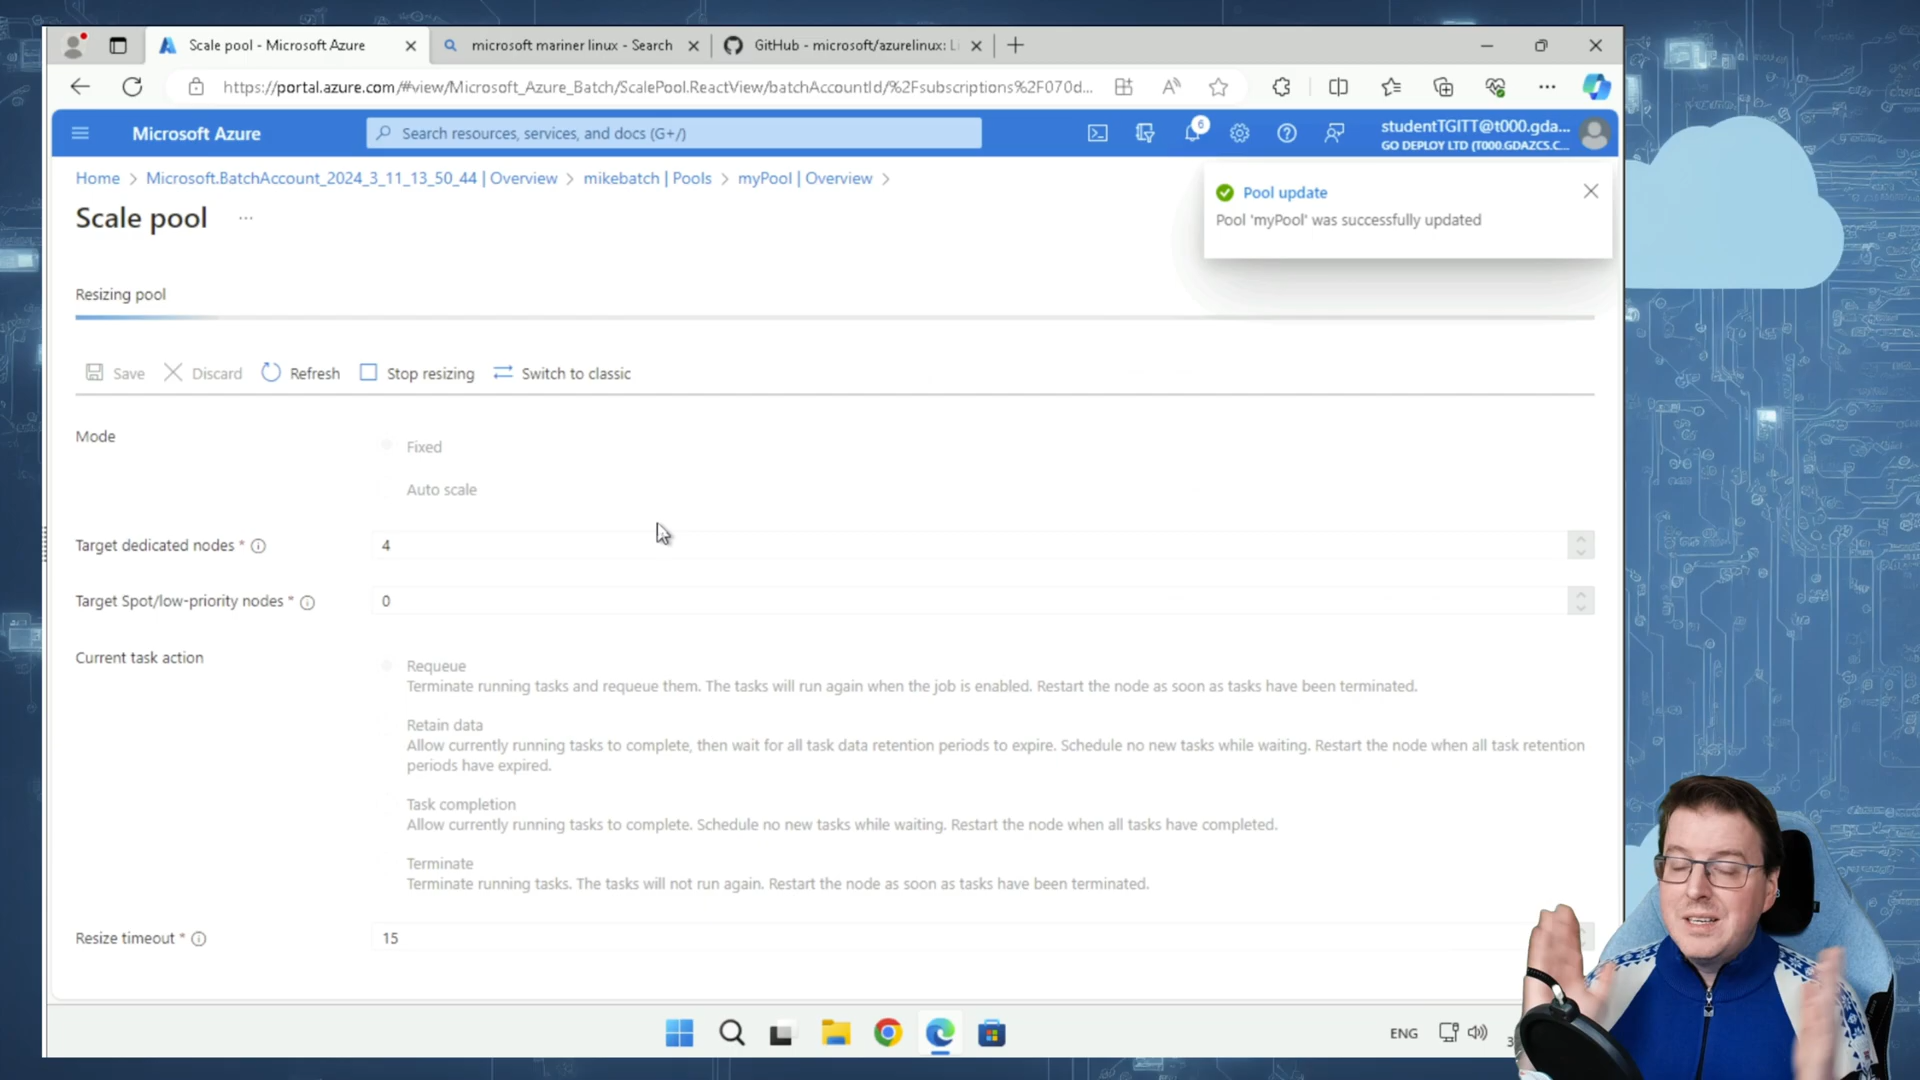 Scale pool - Microsoft Azure
microsoft mariner linux - Search
GitHub - microsoft/azurelinux: Li
https://portal.azure.com/#view/Microsoft_Azure_Batch/ScalePool.ReactView/batchAccountId/%2Fsubscriptions%2F070d...
Microsoft Azure
Search resources, services, and docs (G+/)
6
studentTGITT@t000.gda...
GO DEPLOY LTD (T000.GDAZCS.C...
Home > Microsoft.BatchAccount_2024_3_11_13_50_44 | Overview > mikebatch | Pools > myPool | Overview >
Scale pool ...
Pool update
Pool 'myPool' was successfully updated
Resizing pool
Save Discard Refresh Stop resizing Switch to classic
Mode
Fixed
Auto scale
Target dedicated nodes * 4
Target Spot/low-priority nodes * 0
Current task action
Requeue
Terminate running tasks and requeue them. The tasks will run again when the job is enabled. Restart the node as soon as tasks have been terminated.
Retain data
Allow currently running tasks to complete, then wait for all task data retention periods to expire. Schedule no new tasks while waiting. Restart the node when all task retention
periods have expired.
Task completion
Allow currently running tasks to complete. Schedule no new tasks while waiting. Restart the node when all tasks have completed.
Terminate
Terminate running tasks. The tasks will not run again. Restart the node as soon as tasks have been terminated.
Resize timeout * 15
ENG